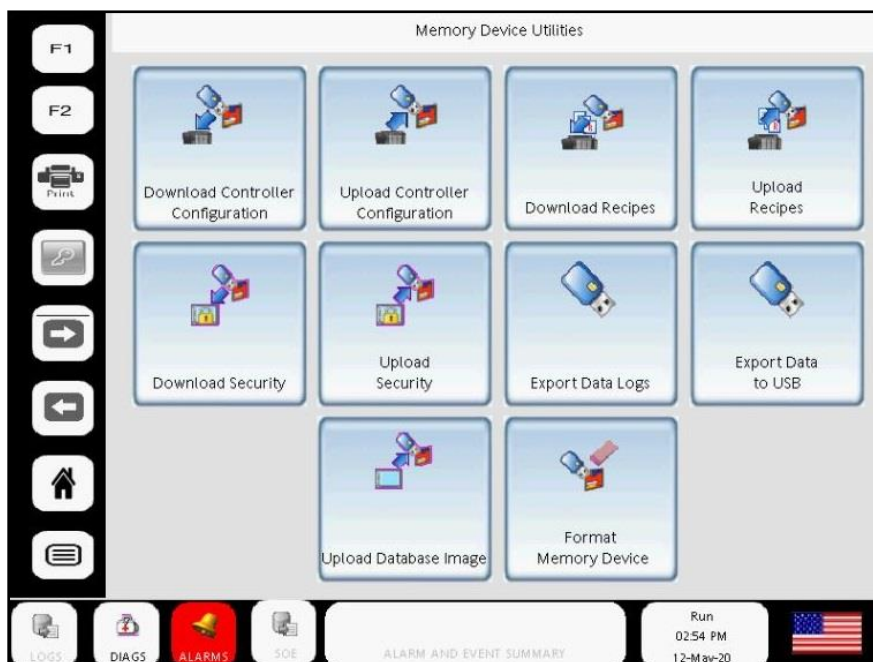 Memory Device Utilities
F1
F2
Print
Download Controller
Configuration
Upload Controller
Configuration
Download Recipes
Upload
Recipes
Download Security
Upload
Security
Export Data Logs
Export Data
to USB
Upload Database Image
Format
Memory Device
LOGS
DIAGS
ALARMS
SOE
ALARM AND EVENT SUMMARY
Run
02:54 PM
12-May-20